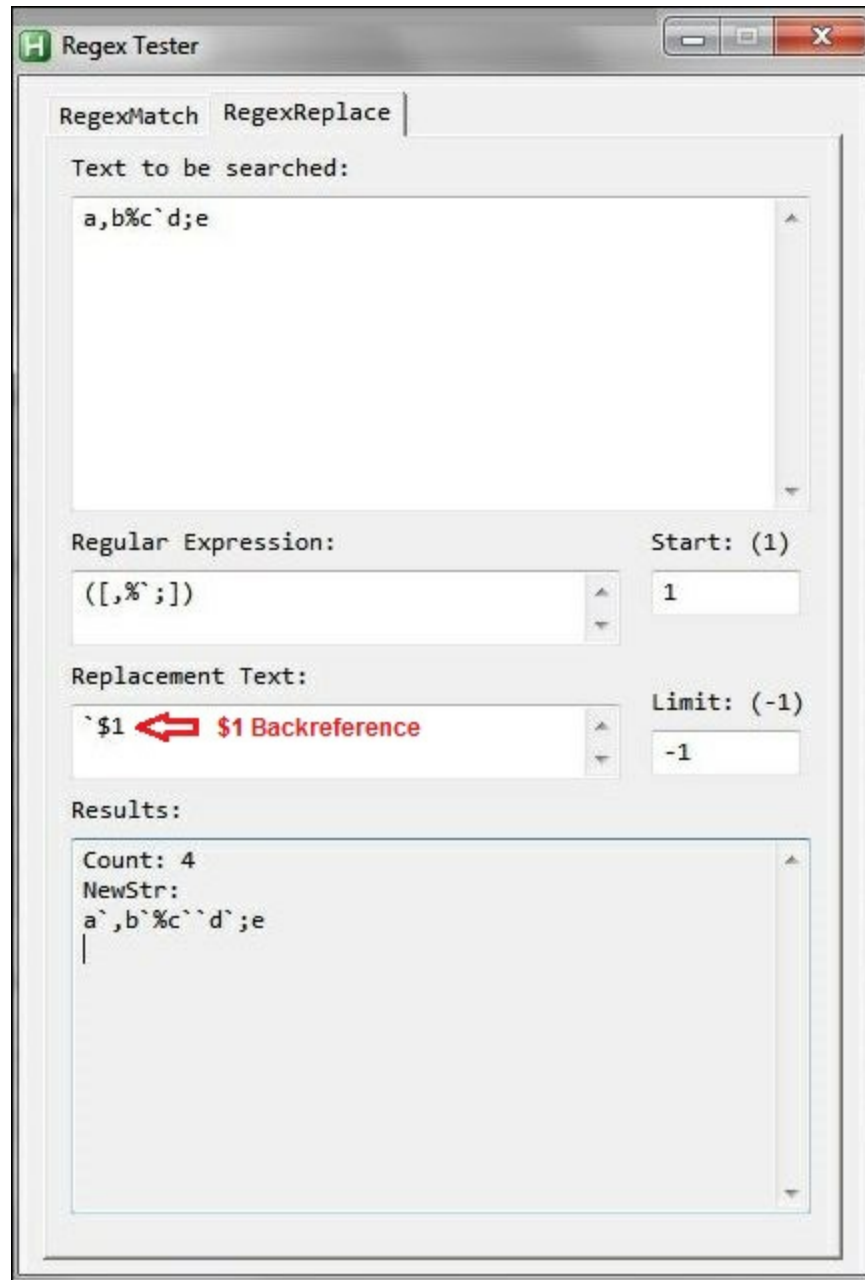 H Regex Tester
RegexMatch RegexReplace
Text to be searched:
a,b%c`d;e
Regular Expression:
Start: (1)
([,%`;])
1
Replacement Text:
Limit: (-1)
`$1 $1 Backreference
-1
Results:
Count: 4
NewStr:
a`,b`%c``d`;e